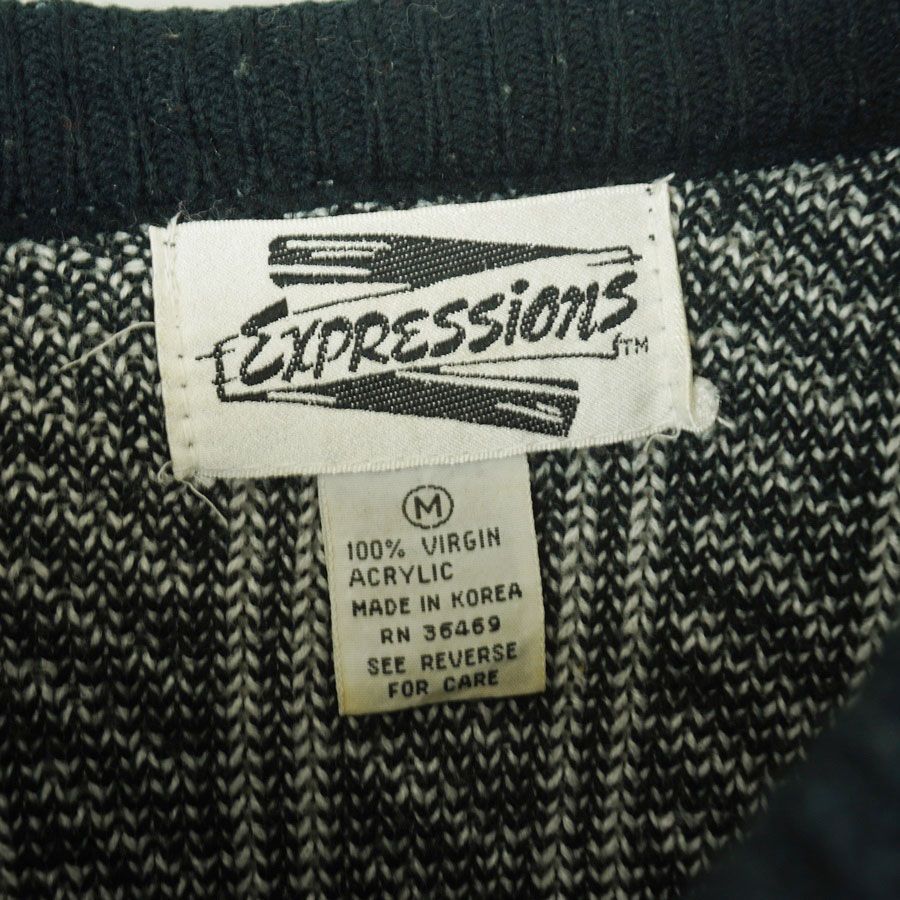 EXPRESSiONS
TM
M
100% VIRGIN
ACRYLIC
MADE IN KOREA
RN 36469
SEE REVERSE
FOR CARE